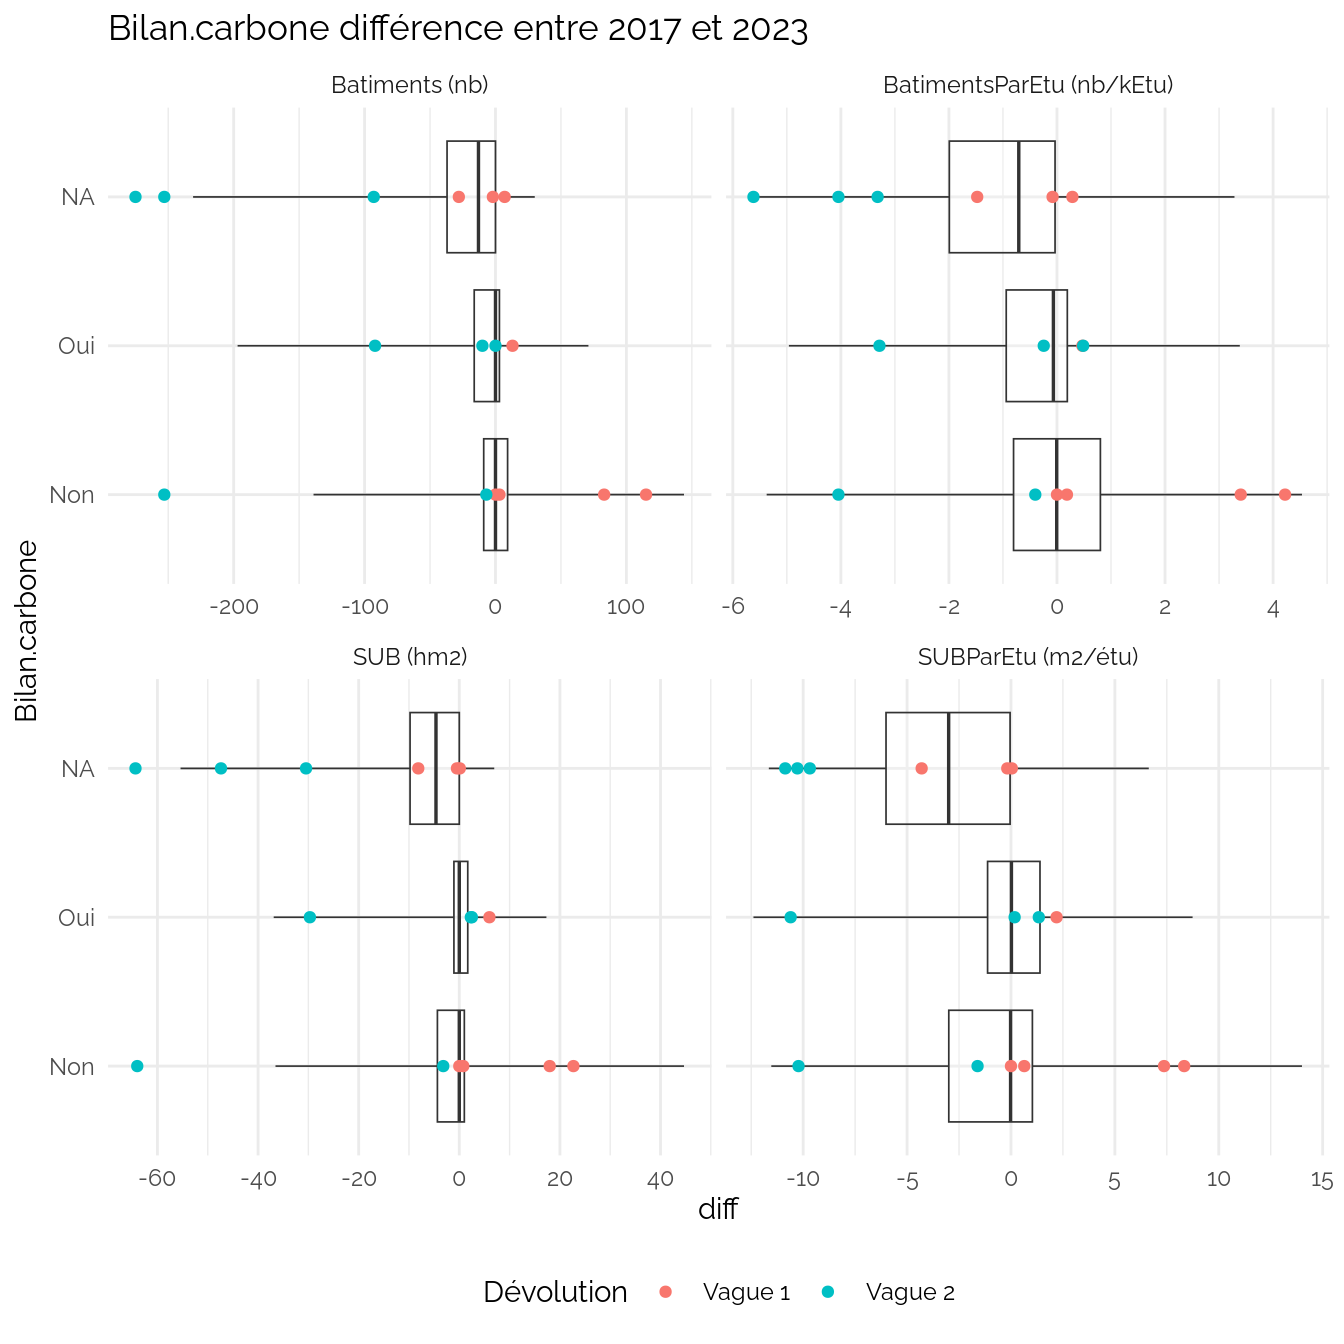 Bilan.carbone différence entre 2017 et 2023
Batiments (nb)
BatimentsParEtu (nb/kEtu)
NA
Oui
Non
-200 -100 0 100
-6 -4 -2 0 2 4
Bilan.carbone
SUB (hm2)
SUBParEtu (m2/étu)
NA
Oui
Non
-60 -40 -20 0 20 40
-10 -5 0 5 10 15
diff
Dévolution Vague 1 Vague 2